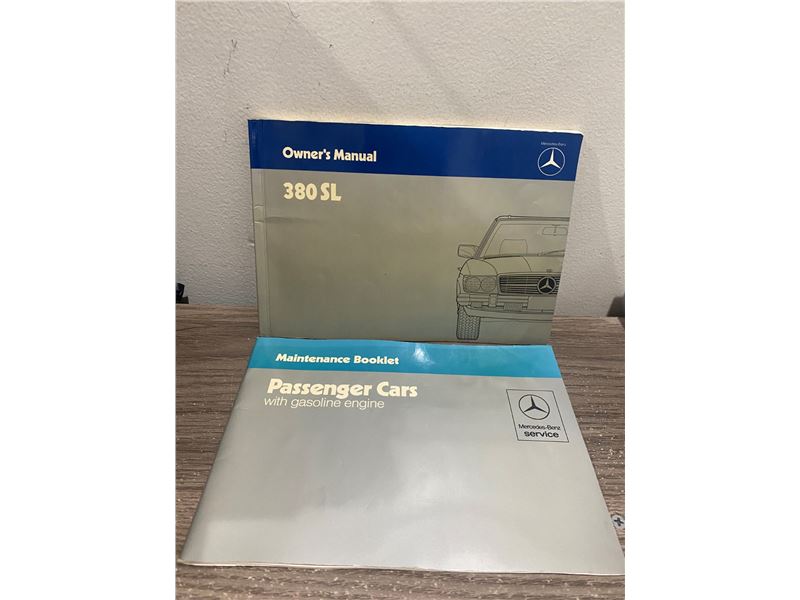 Mercedes-Benz
Owner's Manual
380 SL
Maintenance Booklet
Passenger Cars
with gasoline engine
Mercedes-Benz
service